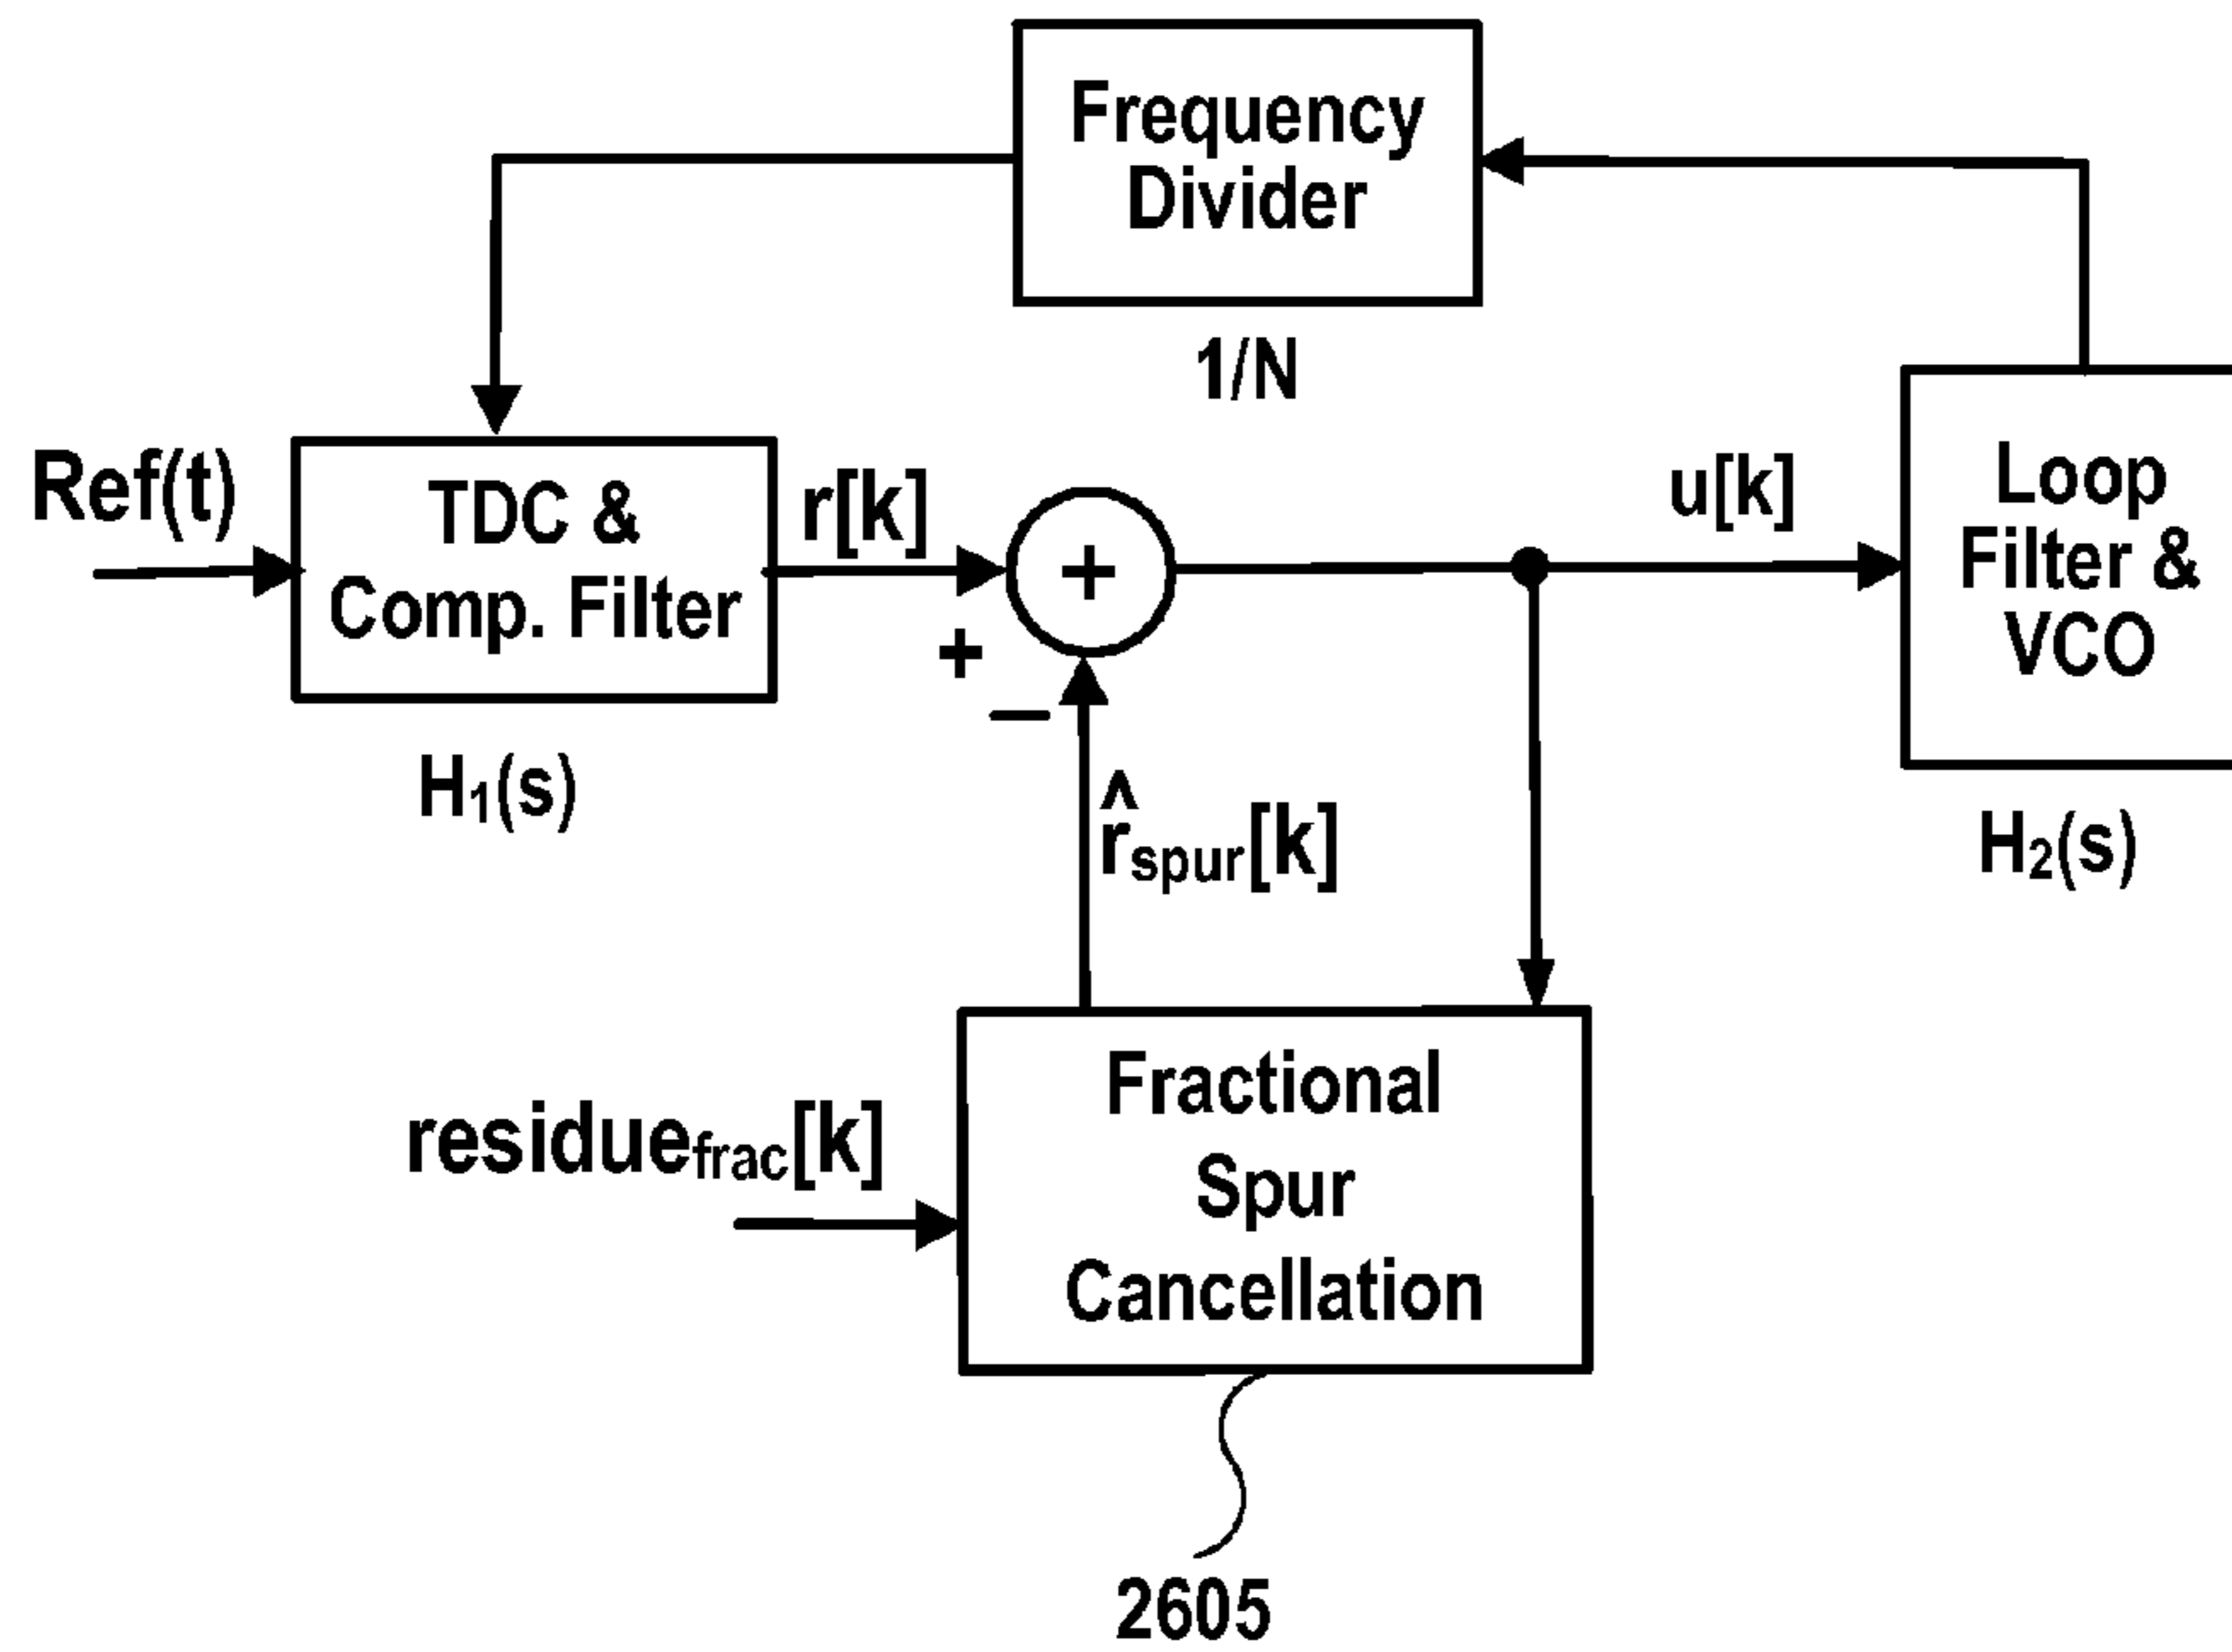 Frequency
Divider
1/N
Ref(t)
TDC &
Comp. Filter
r[k]
+
+
−
u[k]
Loop
Filter &
VCO
H₁(s)
r̂spur[k]
H₂(s)
residuefrac[k]
Fractional
Spur
Cancellation
2605